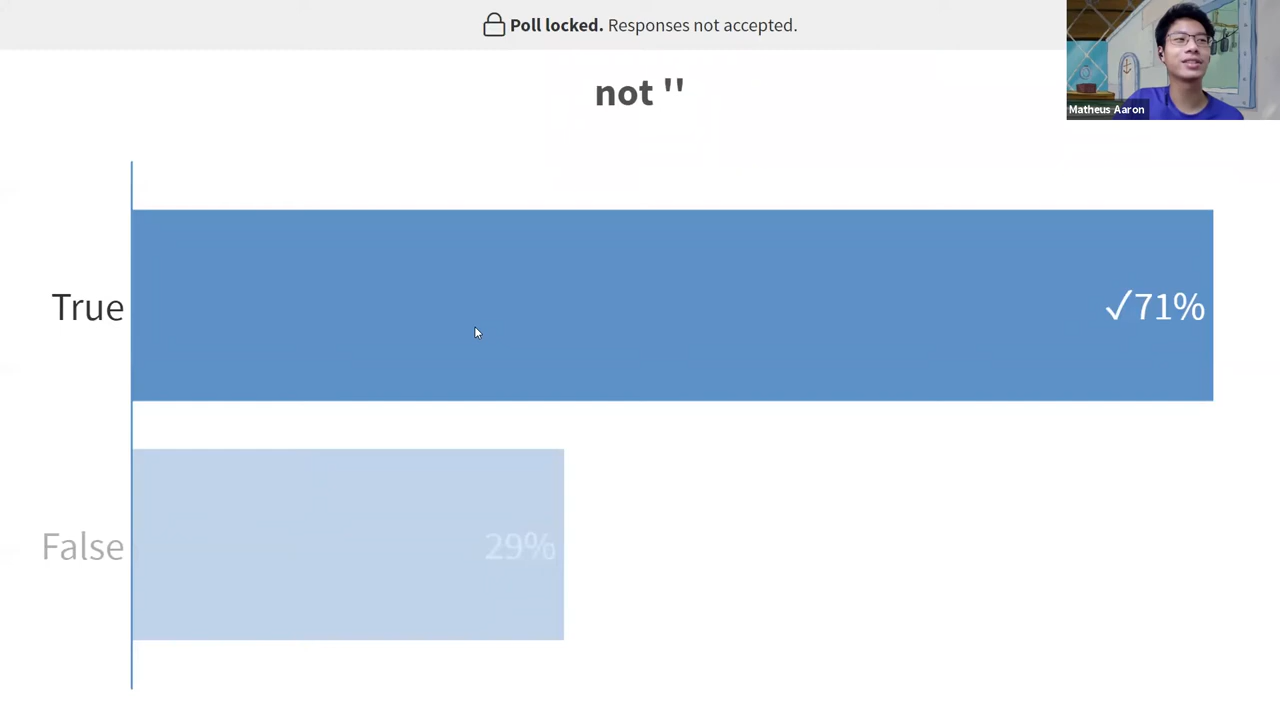 Poll locked. Responses not accepted.
Matheus Aaron
not ''
True
✓71%
False
29%